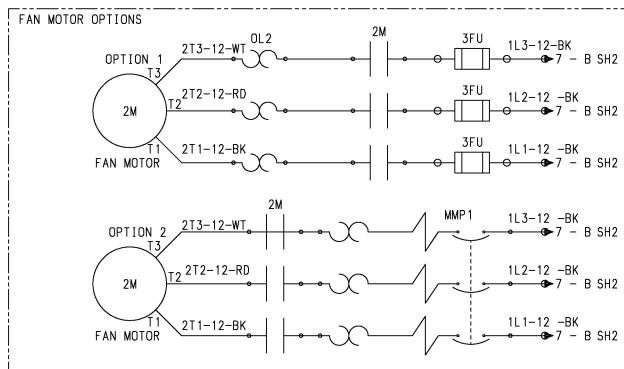 FAN MOTOR OPTIONS
OPTION 1
2T3-12-WT
OL2
2M
3FU
1L3-12-BK
T3
7 - B SH2
2M
T2
2T2-12-RD
3FU
1L2-12 -BK
7 - B SH2
T1
2T1-12-BK
3FU
1L1-12 -BK
7 - B SH2
FAN MOTOR
OPTION 2
2T3-12-WT
2M
MMP1
1L3-12 -BK
T3
7 - B SH2
2M
T2
2T2-12-RD
1L2-12 -BK
7 - B SH2
T1
2T1-12-BK
1L1-12 -BK
7 - B SH2
FAN MOTOR